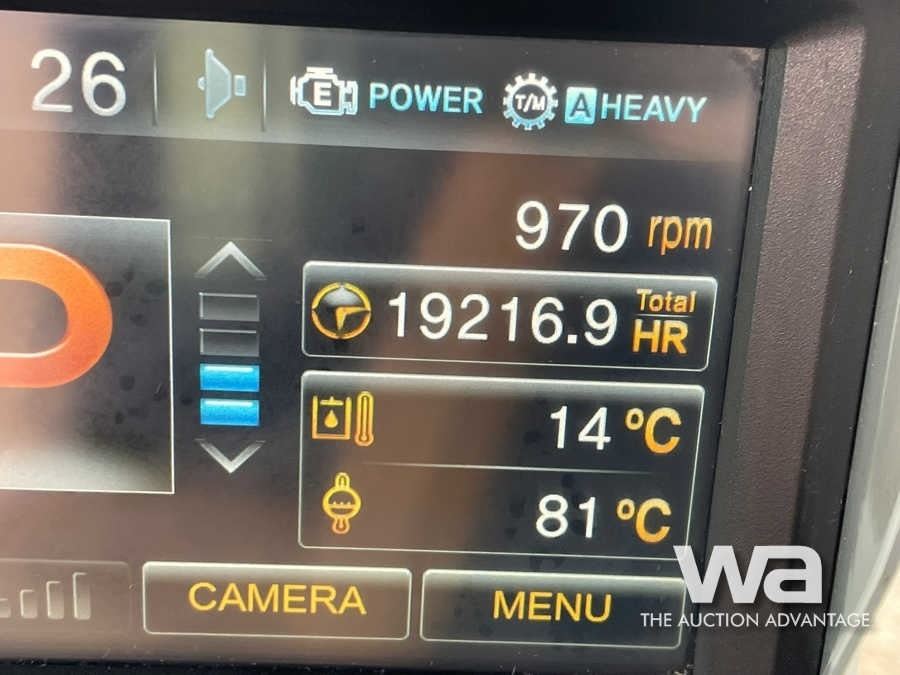 26
E POWER T/M A HEAVY
970 rpm
19216.9 Total HR
14 °C
81 °C
CAMERA MENU
wa
THE AUCTION ADVANTAGE